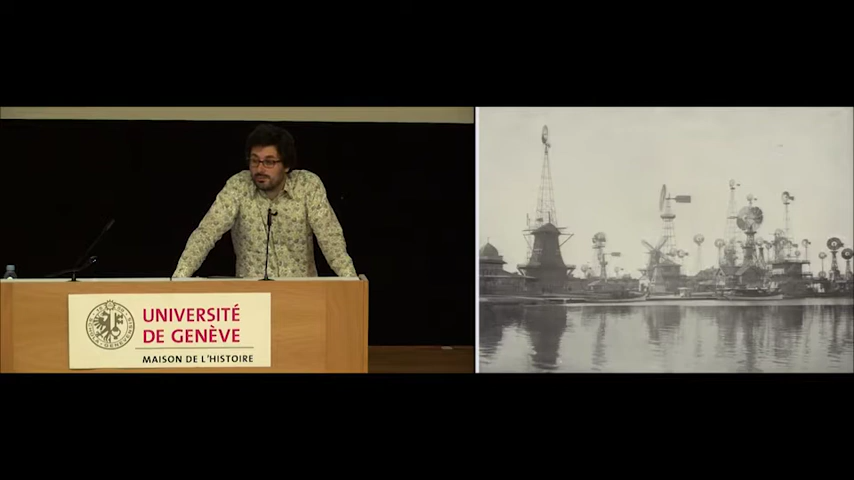 UNIVERSITÉ
DE GENÈVE
MAISON DE L'HISTOIRE